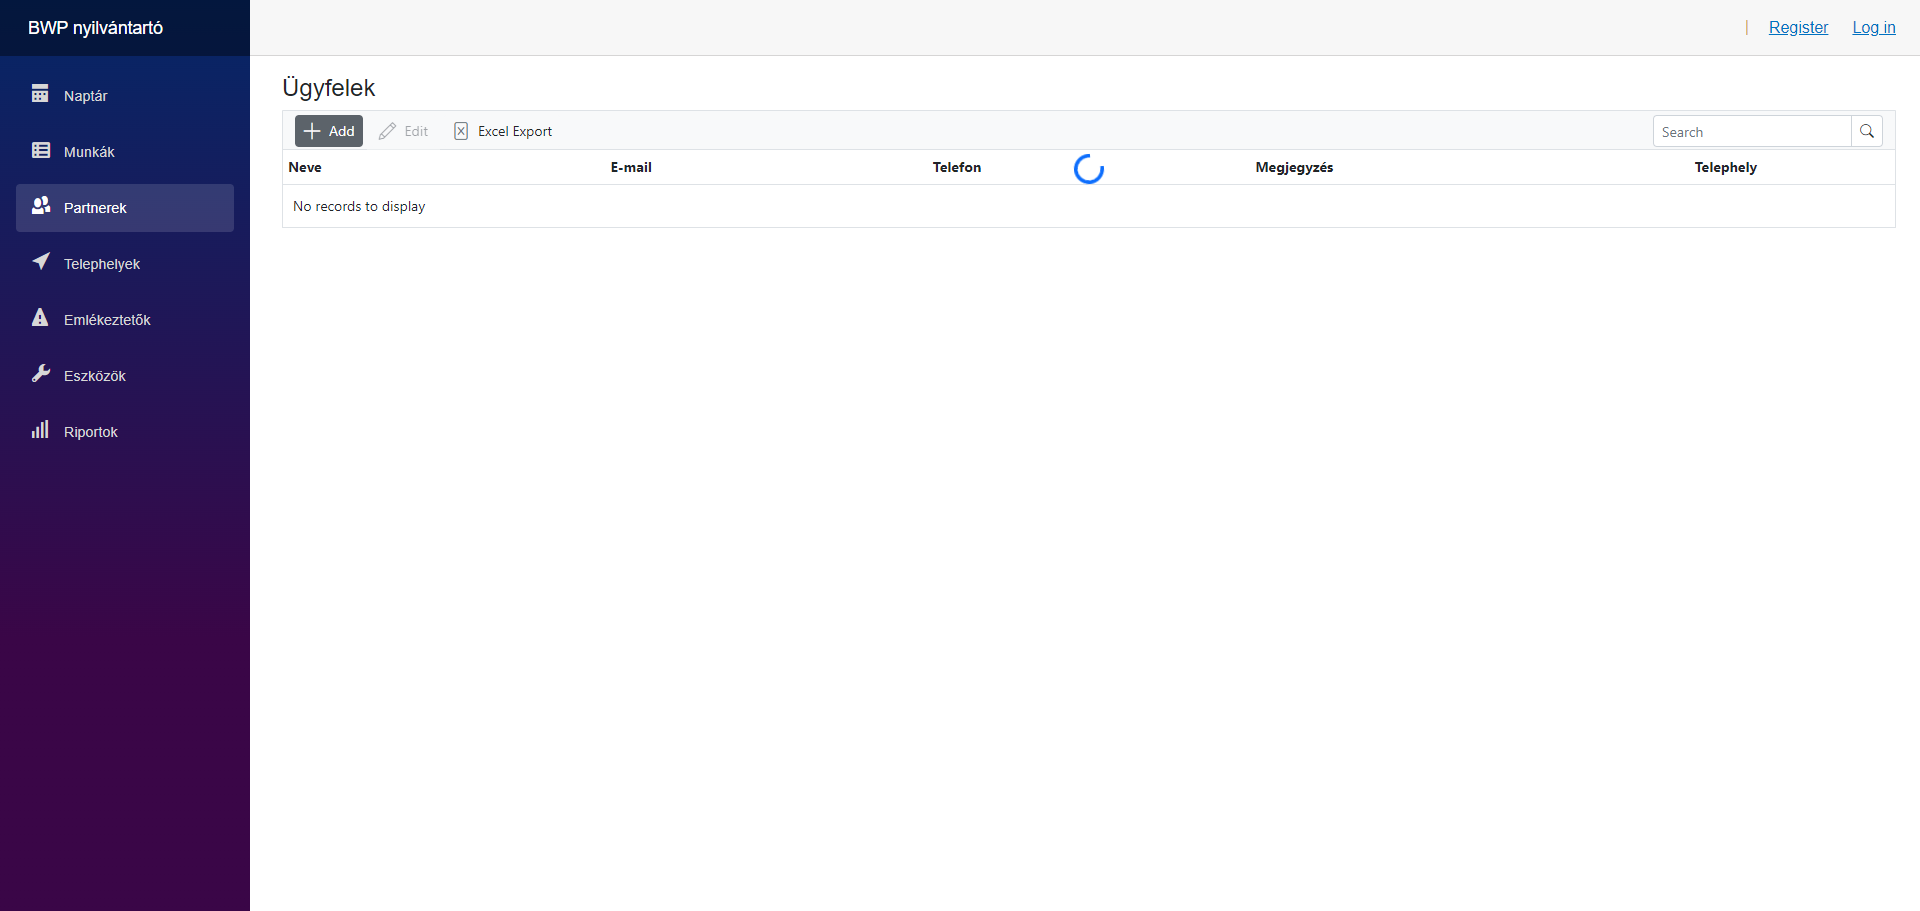 BWP nyilvántartó
Register Log in
Naptár
Munkák
Partnerek
Telephelyek
Emlékeztetők
Eszközök
Riportok
Ügyfelek
Add Edit Excel Export Search
Neve E-mail Telefon Megjegyzés Telephely
No records to display